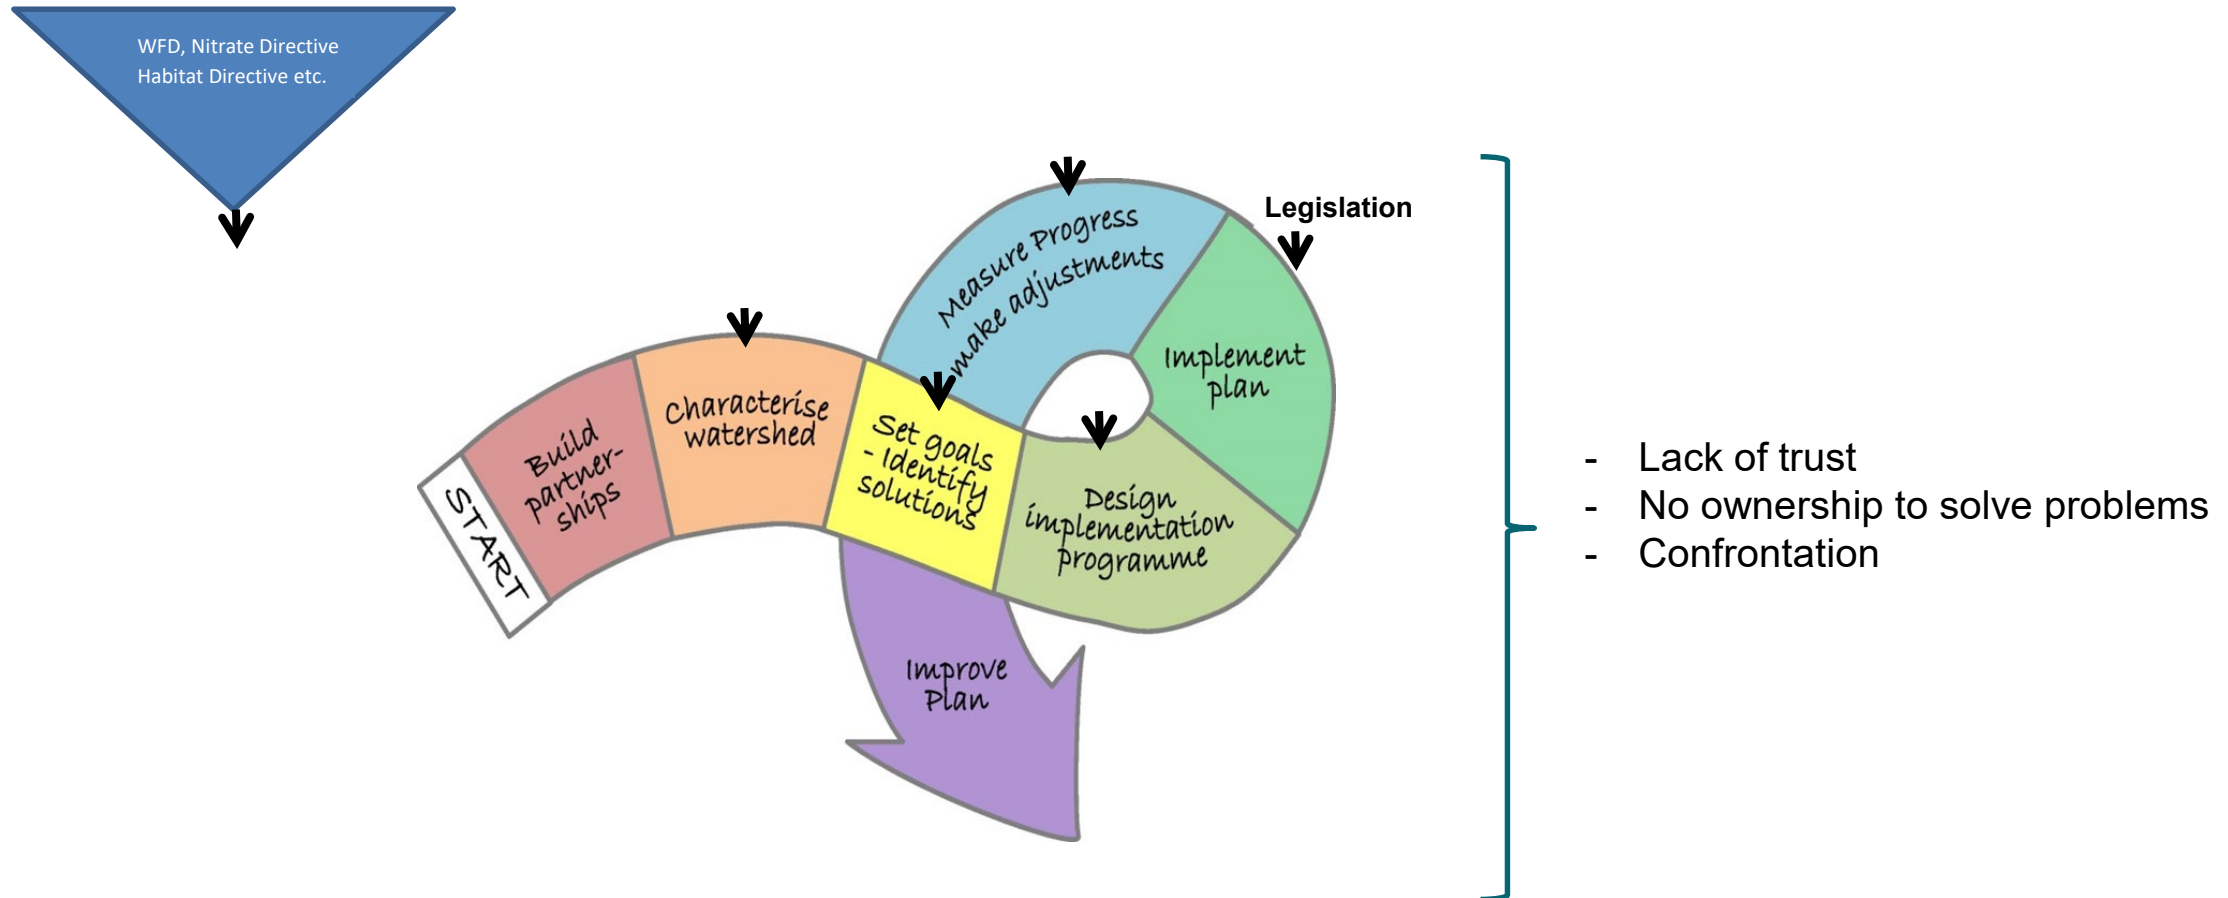 WFD, Nitrate Directive
Habitat Directive etc.
START
Build
partner-
ships
Characterise
watershed
Set goals
- Identify
solutions
Design
implementation
programme
Implement
plan
Legislation
Measure Progress
make adjustments
Improve
Plan
- Lack of trust
- No ownership to solve problems
- Confrontation